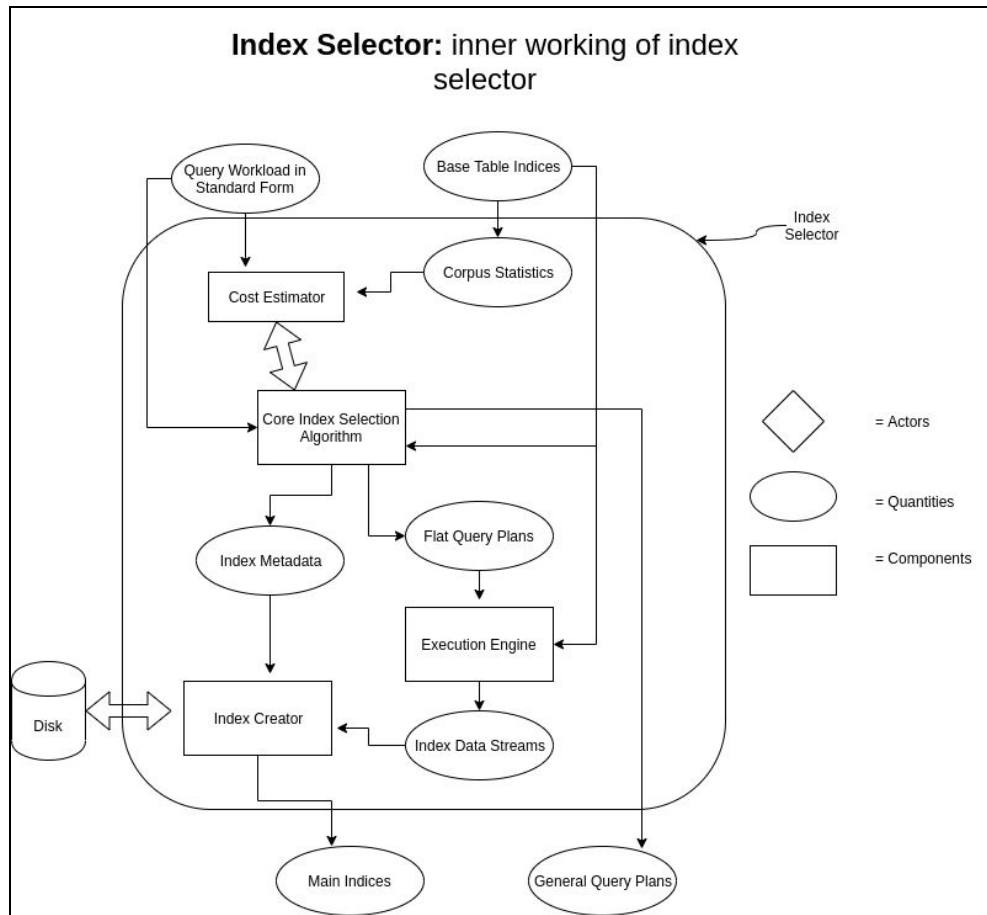 Index Selector: inner working of index
selector
Query Workload in
Standard Form
Base Table Indices
Index
Selector
Corpus Statistics
Cost Estimator
Core Index Selection
Algorithm
= Actors
= Quantities
Flat Query Plans
Index Metadata
= Components
Execution Engine
Disk
Index Creator
Index Data Streams
Main Indices
General Query Plans